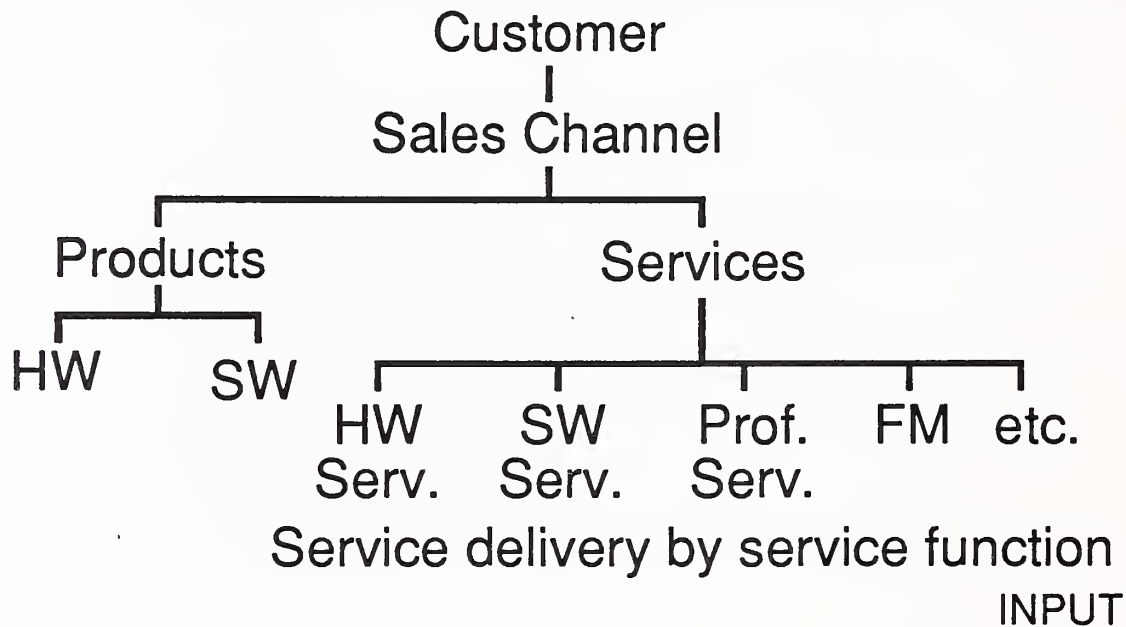 Customer
Sales Channel
Products Services
HW SW
HW SW Prof. FM etc.
Serv. Serv. Serv.
Service delivery by service function
INPUT